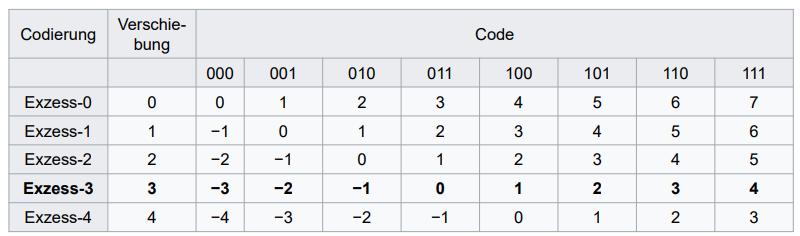 Codierung Verschie-
bung Code
000 001 010 011 100 101 110 111
Exzess-0 0 0 1 2 3 4 5 6 7
Exzess-1 1 −1 0 1 2 3 4 5 6
Exzess-2 2 −2 −1 0 1 2 3 4 5
Exzess-3 3 −3 −2 −1 0 1 2 3 4
Exzess-4 4 −4 −3 −2 −1 0 1 2 3